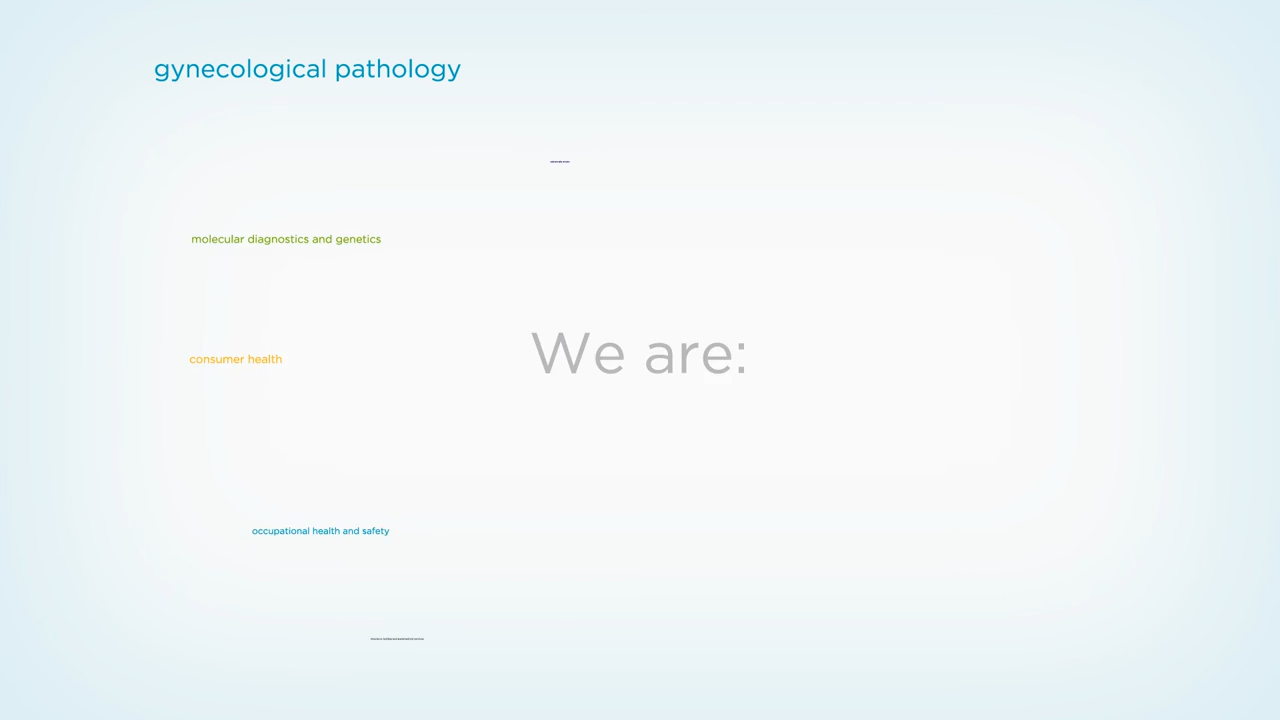 gynecological pathology
molecular diagnostics and genetics
We are:
consumer health
occupational health and safety